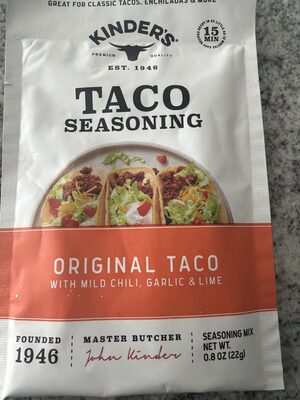 GREAT FOR CLASSIC TACOS, ENCHILADAS & MORE
KINDER'S
PREMIUM QUALITY
EST. 1946
15
MIN
TACO
SEASONING
ORIGINAL TACO
WITH MILD CHILI, GARLIC & LIME
FOUNDED
1946
MASTER BUTCHER
John Kinder
SEASONING MIX
NET WT.
0.8 OZ (22g)